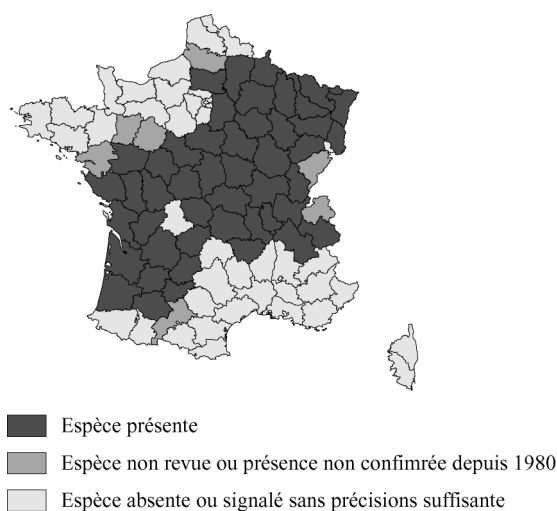 Espèce présente
Espèce non revue ou présence non confimrée depuis 1980
Espèce absente ou signalé sans précisions suffisante